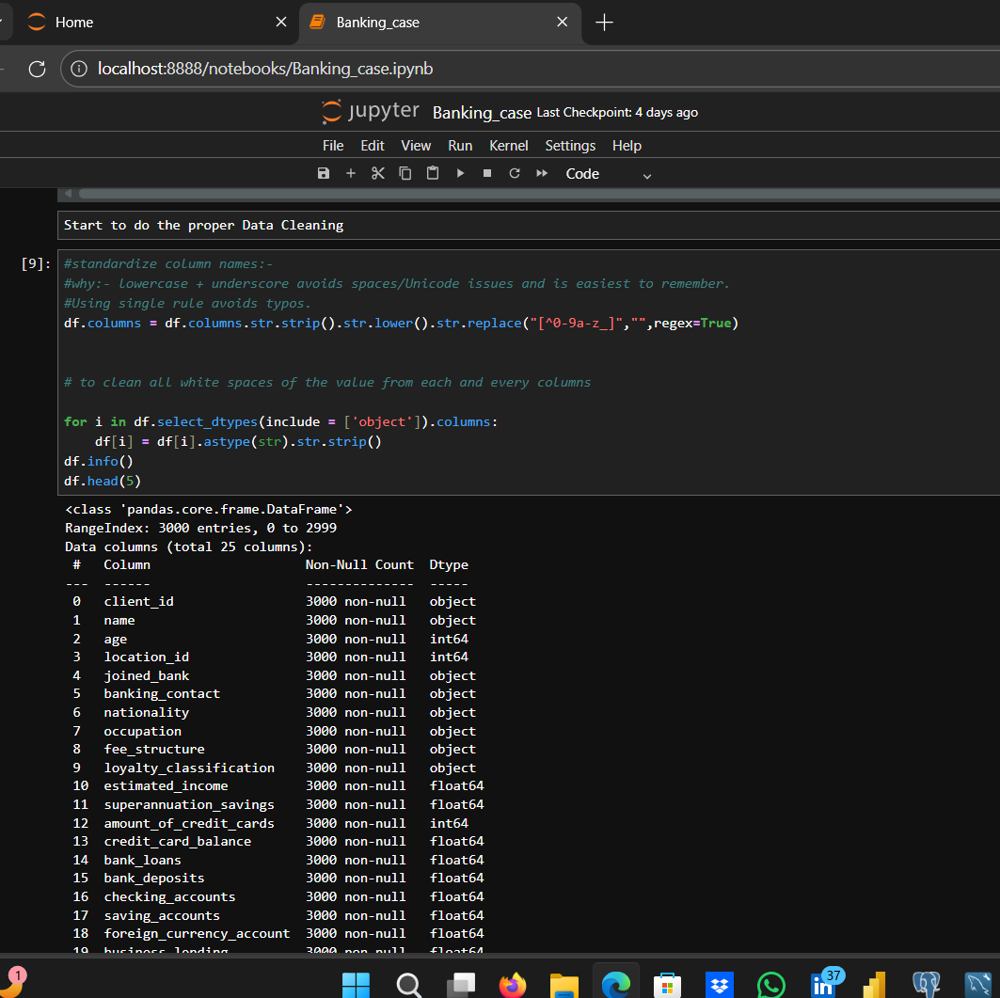 Home
Banking_case
localhost:8888/notebooks/Banking_case.ipynb
jupyter Banking_case Last Checkpoint: 4 days ago
File Edit View Run Kernel Settings Help
Code
Start to do the proper Data Cleaning
[9]:
#standardize column names:-
#why:- lowercase + underscore avoids spaces/Unicode issues and is easiest to remember.
#Using single rule avoids typos.
df.columns = df.columns.str.strip().str.lower().str.replace("[^0-9a-z_]","",regex=True)
# to clean all white spaces of the value from each and every columns
for i in df.select_dtypes(include = ['object']).columns:
    df[i] = df[i].astype(str).str.strip()
df.info()
df.head(5)
<class 'pandas.core.frame.DataFrame'>
RangeIndex: 3000 entries, 0 to 2999
Data columns (total 25 columns):
 #   Column                    Non-Null Count  Dtype
---  ------                    --------------  -----
 0   client_id                 3000 non-null   object
 1   name                      3000 non-null   object
 2   age                       3000 non-null   int64
 3   location_id               3000 non-null   int64
 4   joined_bank               3000 non-null   object
 5   banking_contact           3000 non-null   object
 6   nationality               3000 non-null   object
 7   occupation                3000 non-null   object
 8   fee_structure             3000 non-null   object
 9   loyalty_classification    3000 non-null   object
 10  estimated_income          3000 non-null   float64
 11  superannuation_savings    3000 non-null   float64
 12  amount_of_credit_cards    3000 non-null   int64
 13  credit_card_balance       3000 non-null   float64
 14  bank_loans                3000 non-null   float64
 15  bank_deposits             3000 non-null   float64
 16  checking_accounts         3000 non-null   float64
 17  saving_accounts           3000 non-null   float64
 18  foreign_currency_account  3000 non-null   float64
 19  business_lending          3000 non-null   float64
1
37
in